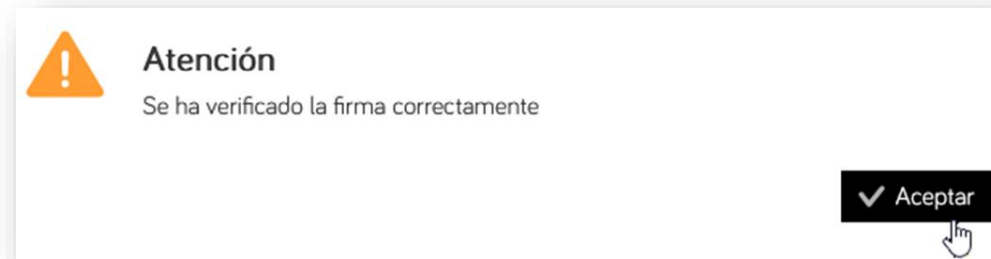 Atención
Se ha verificado la firma correctamente
Aceptar